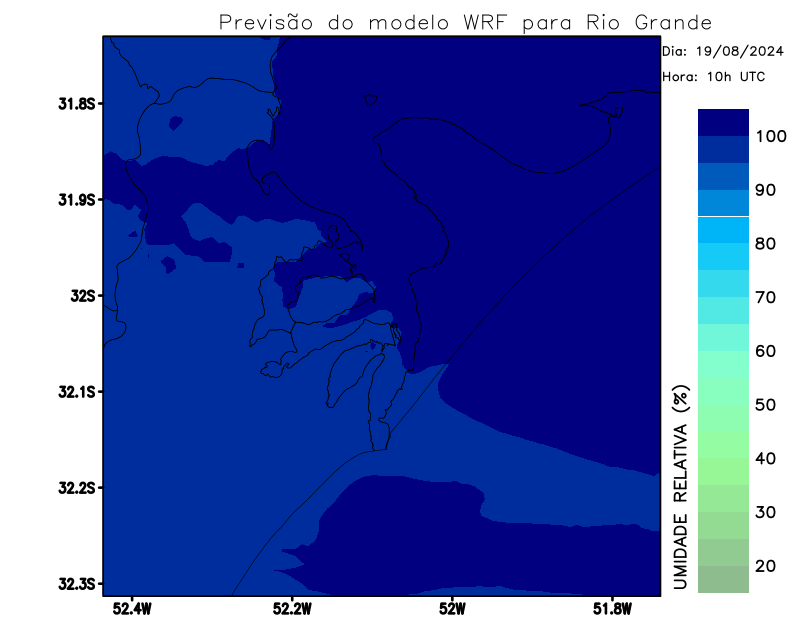 Previsão do modelo WRF para Rio Grande
Dia: 19/08/2024
Hora: 10h UTC
31.8S
31.9S
32S
32.1S
32.2S
32.3S
52.4W
52.2W
52W
51.8W
100
90
80
70
60
50
40
30
20
UMIDADE RELATIVA (%)